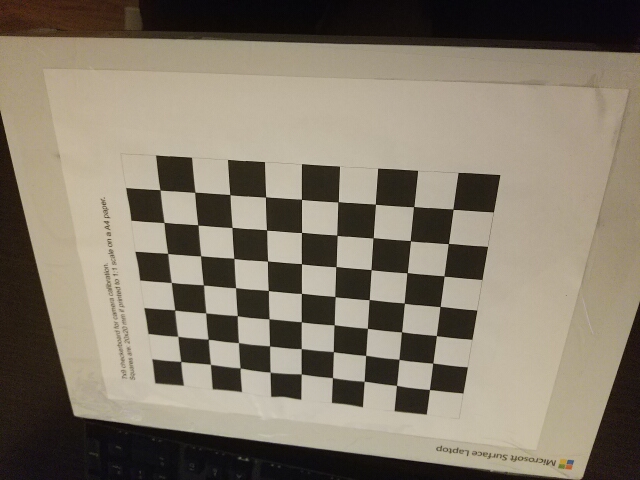 7x9 checkerboard for camera calibration.
Squares are 20x20 mm if printed to 1:1 scale on a A4 paper.
Microsoft Surface Laptop